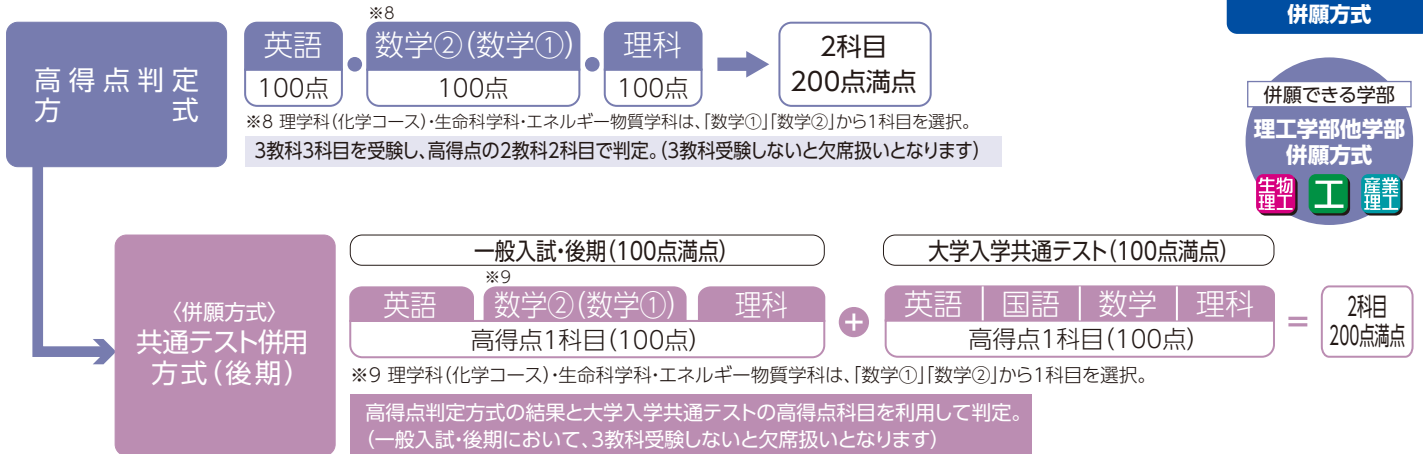 併願方式
高得点判定
方式
※8
英語
数学②(数学①)
理科
100点
100点
100点
2科目
200点満点
※8 理学科(化学コース)・生命科学科・エネルギー物質学科は、「数学①」「数学②」から1科目を選択。
3教科3科目を受験し、高得点の2教科2科目で判定。(3教科受験しないと欠席扱いとなります)
併願できる学部
理工学部他学部
併願方式
生物理工
工
産業理工
〈併願方式〉
共通テスト併用
方式(後期)
一般入試・後期(100点満点)
※9
英語
数学②(数学①)
理科
高得点1科目(100点)
+
大学入学共通テスト(100点満点)
英語
国語
数学
理科
高得点1科目(100点)
=
2科目
200点満点
※9 理学科(化学コース)・生命科学科・エネルギー物質学科は、「数学①」「数学②」から1科目を選択。
高得点判定方式の結果と大学入学共通テストの高得点科目を利用して判定。
(一般入試・後期において、3教科受験しないと欠席扱いとなります)